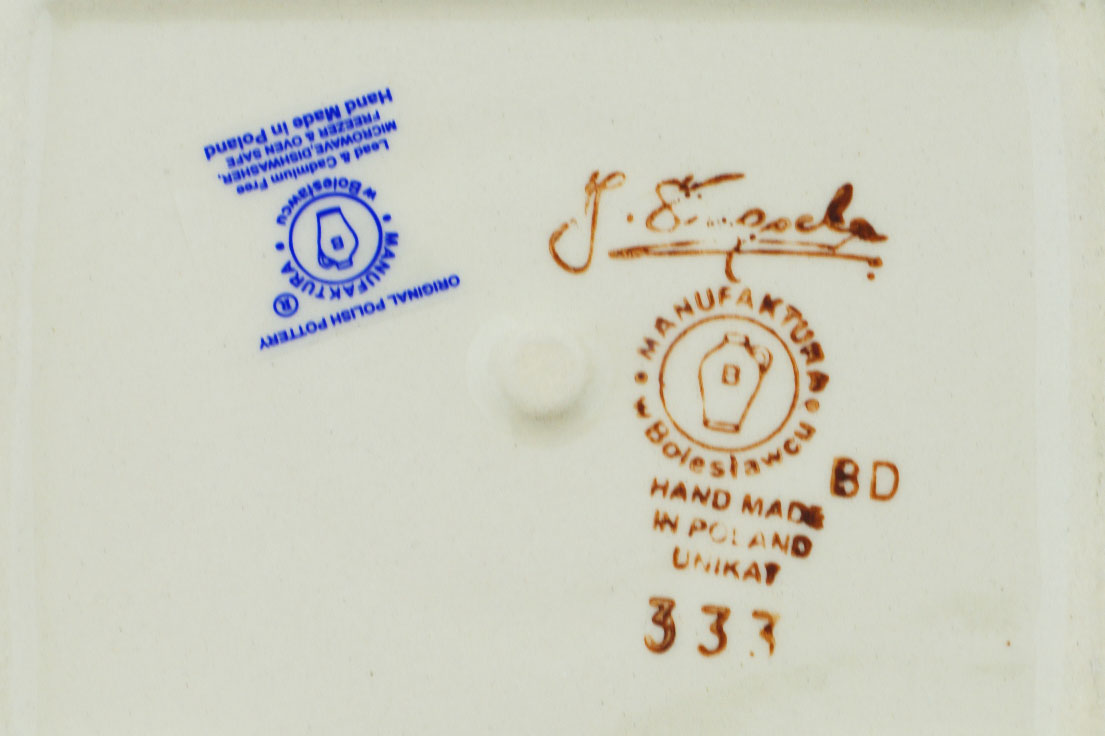 Hand Made in Poland
FREEZER & OVEN SAFE
MICROWAVE, DISHWASHER,
Lead & Cadmium Free
MANUFAKTURA
w Bolesławcu
®
B
ORIGINAL POLISH POTTERY
J.
MANUFAKTURA
w Bolesławcu
B
BD
HAND MADE
IN POLAND
UNIKAT
333